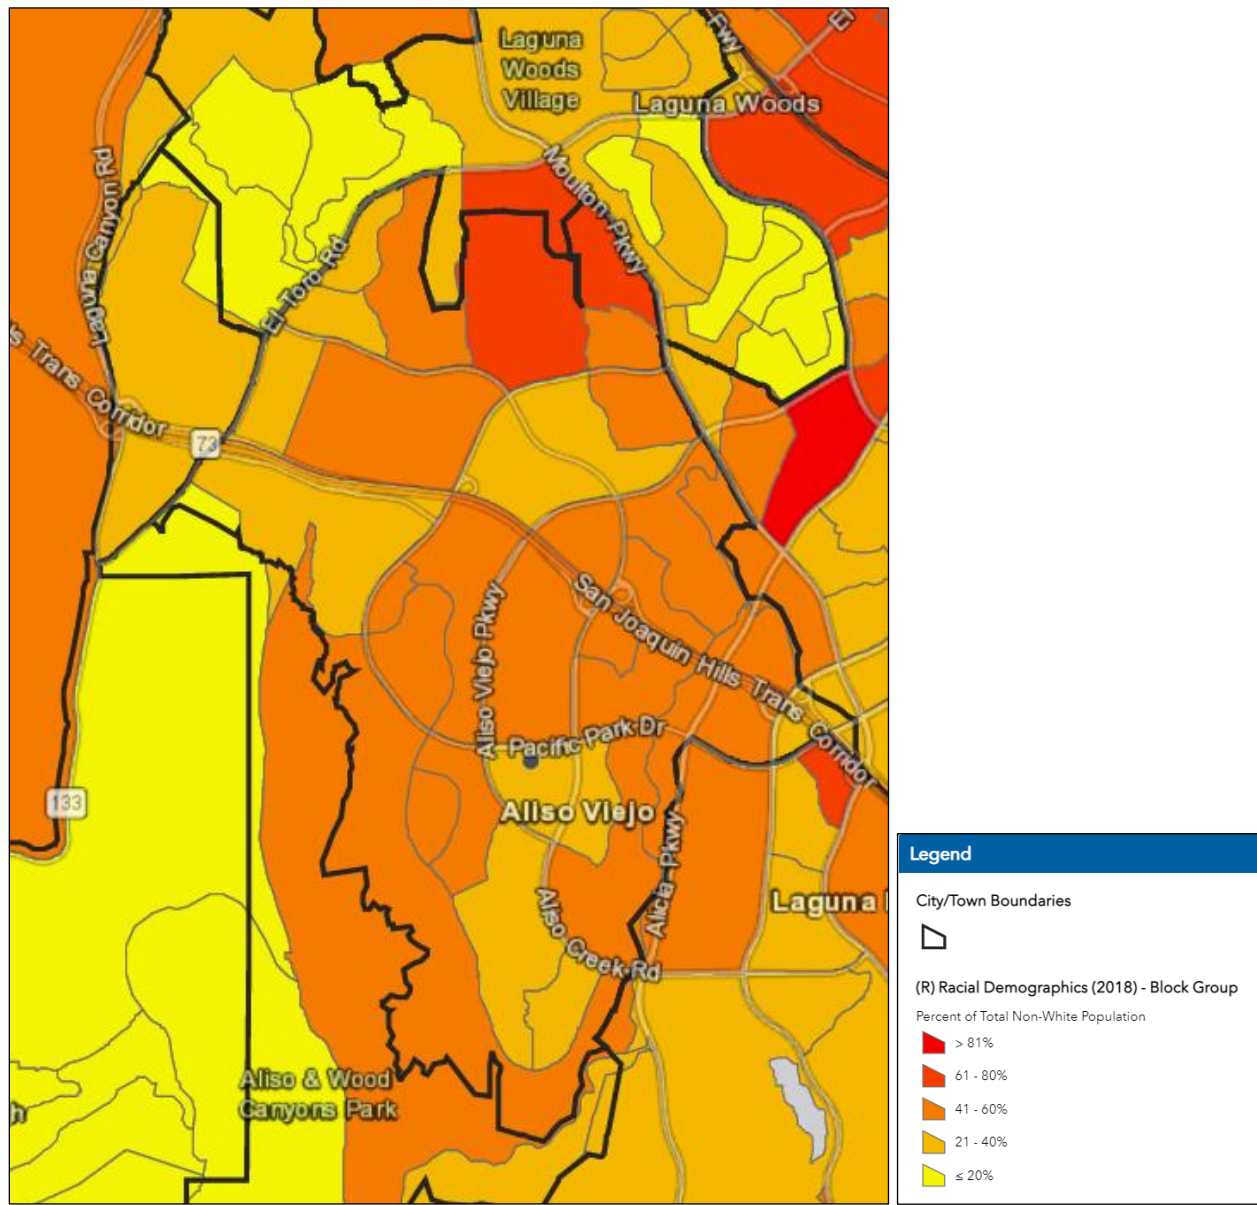 Laguna
Woods
Village
Fwy
El
Laguna Woods
Moulton Pkwy
Laguna Canyon Rd
El Toro Rd
ls Trans Corridor
73
San Joaquin Hills Trans Corridor
Aliso Viejo Pkwy
Pacific Park Dr
Aliso Viejo
133
Alicia Pkwy
Laguna
Aliso Creek Rd
Aliso & Wood
Canyons Park
h
Legend
City/Town Boundaries
(R) Racial Demographics (2018) - Block Group
Percent of Total Non-White Population
> 81%
61 - 80%
41 - 60%
21 - 40%
≤ 20%